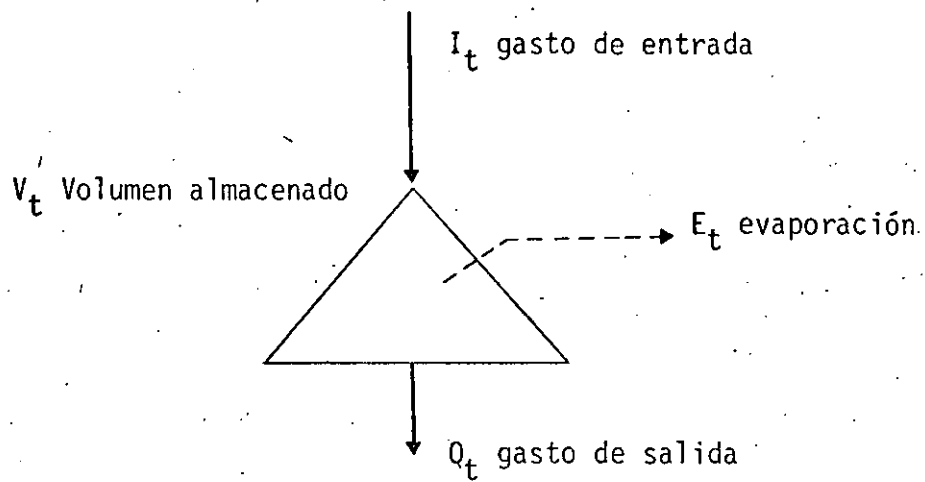 I_t gasto de entrada
V_t Volumen almacenado
E_t evaporación
Q_t gasto de salida